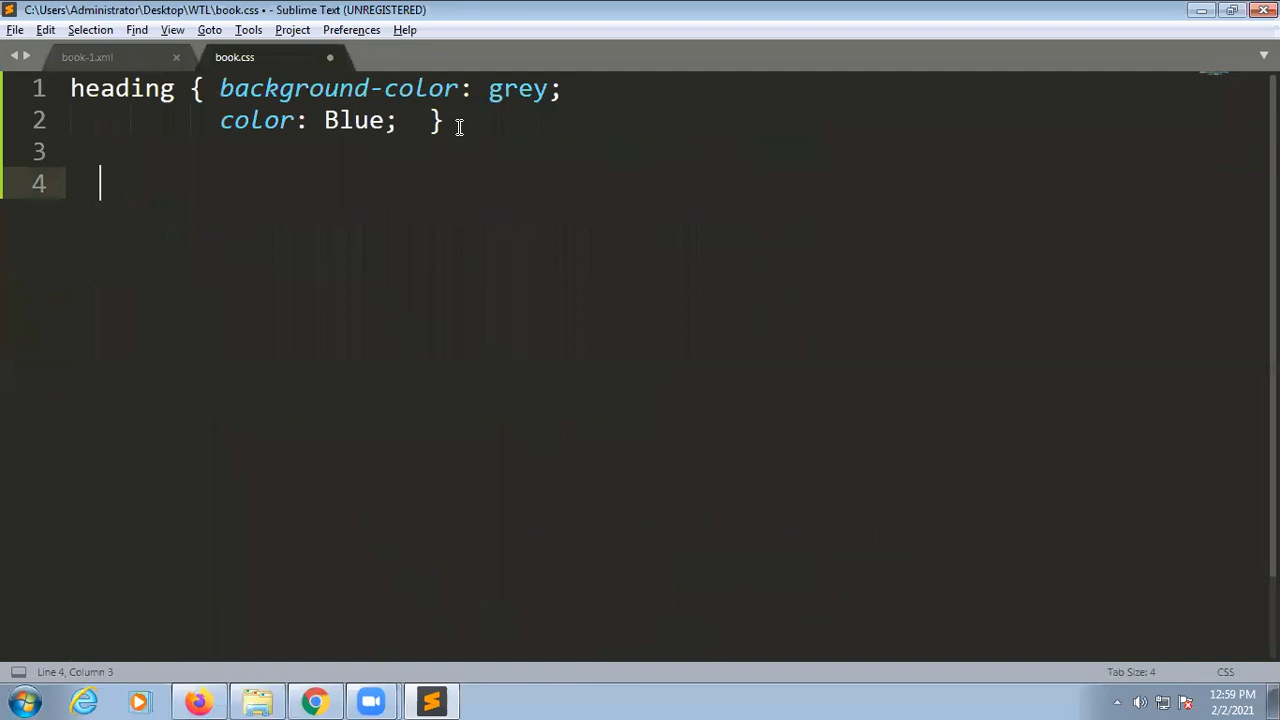 C:\Users\Administrator\Desktop\WTL\book.css • - Sublime Text (UNREGISTERED)
File Edit Selection Find View Goto Tools Project Preferences Help
book-1.xml book.css
1 heading { background-color: grey;
2 color: Blue; }
3
4
Line 4, Column 3 Tab Size: 4 CSS
12:59 PM
2/2/2021